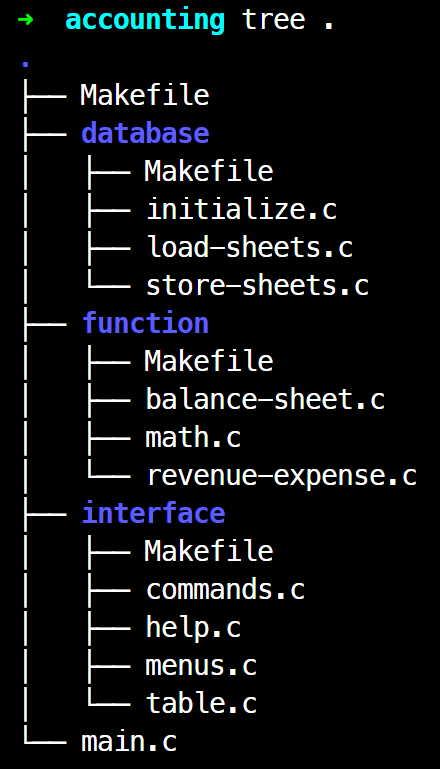 ➜  accounting tree .
.
├── Makefile
├── database
│   ├── Makefile
│   ├── initialize.c
│   ├── load-sheets.c
│   └── store-sheets.c
├── function
│   ├── Makefile
│   ├── balance-sheet.c
│   ├── math.c
│   └── revenue-expense.c
├── interface
│   ├── Makefile
│   ├── commands.c
│   ├── help.c
│   ├── menus.c
│   └── table.c
└── main.c